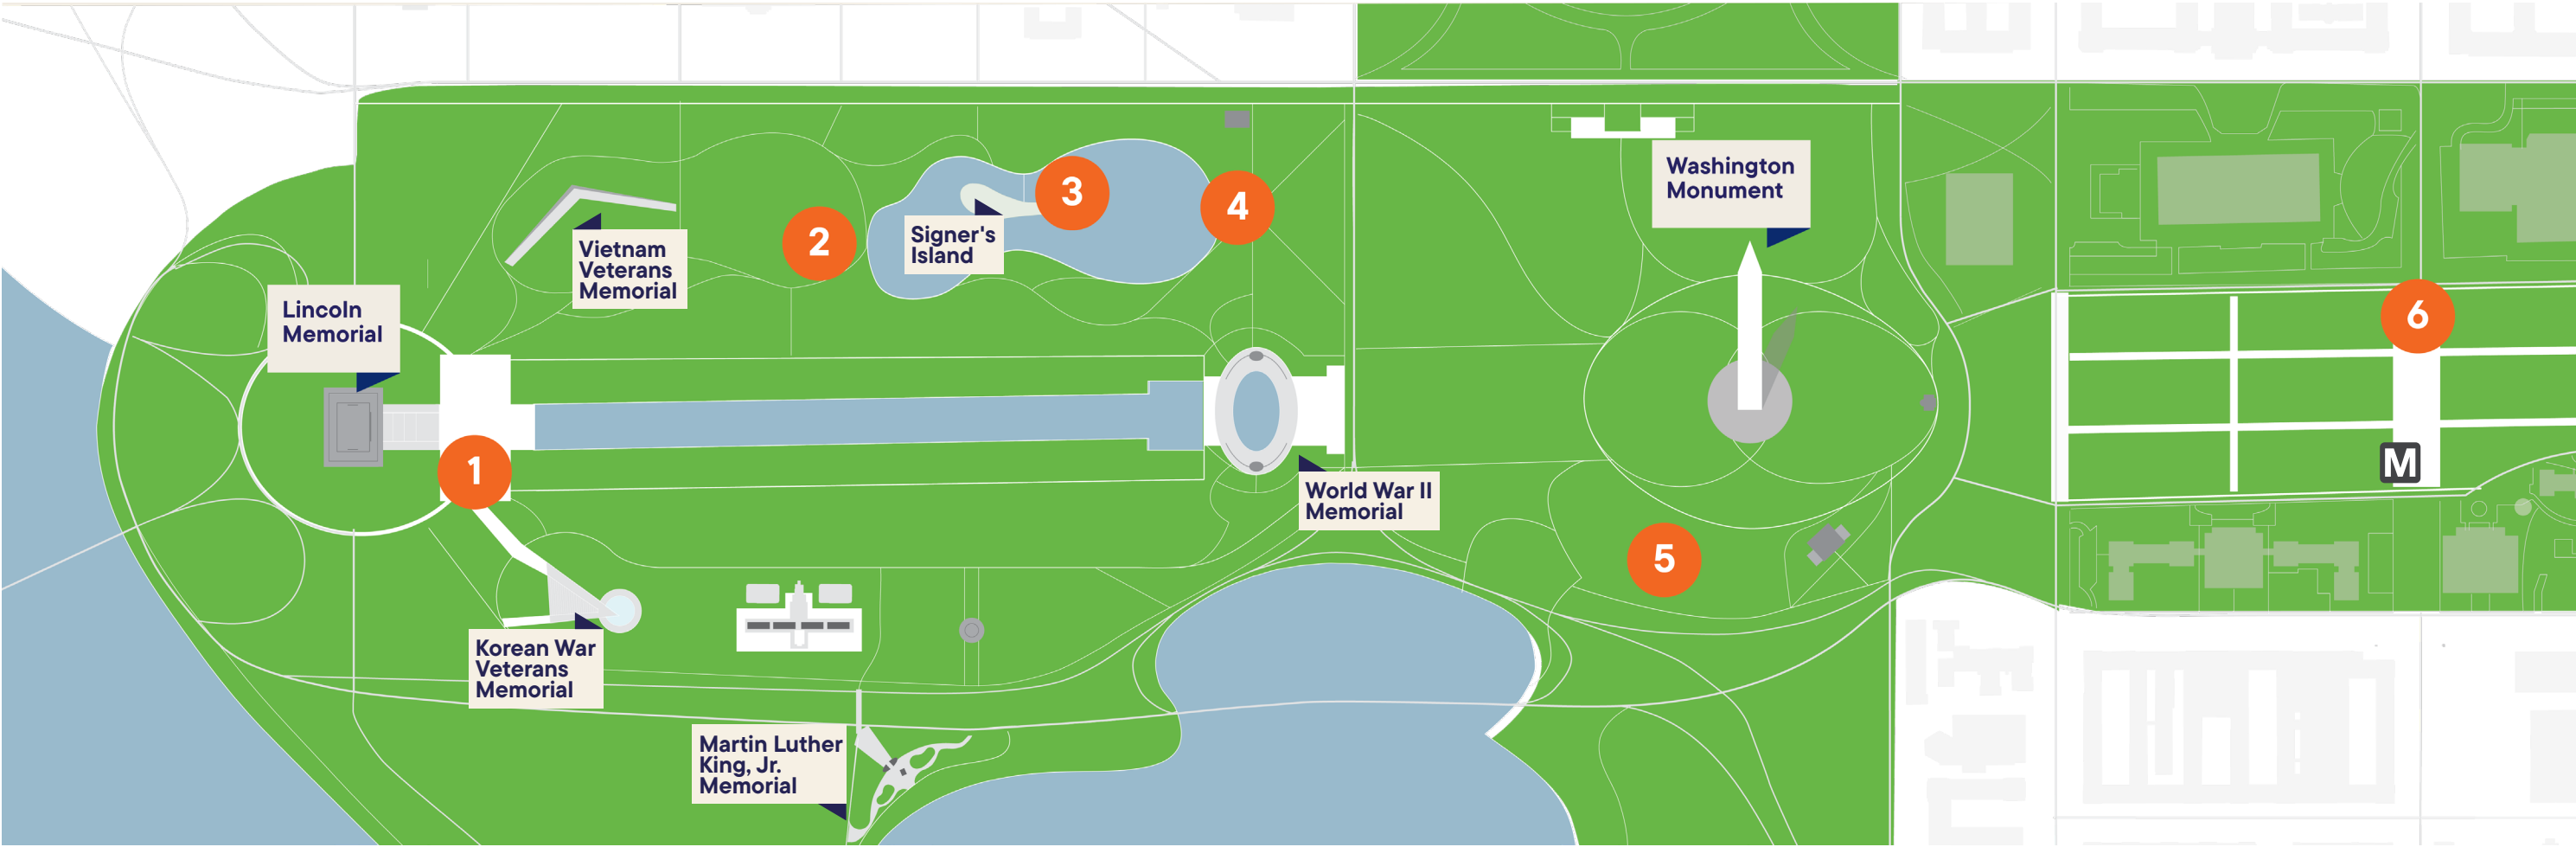 Washington
Monument
3
4
2
Signer's
Island
Vietnam
Veterans
Memorial
Lincoln
Memorial
6
1
M
World War II
Memorial
5
Korean War
Veterans
Memorial
Martin Luther
King, Jr.
Memorial